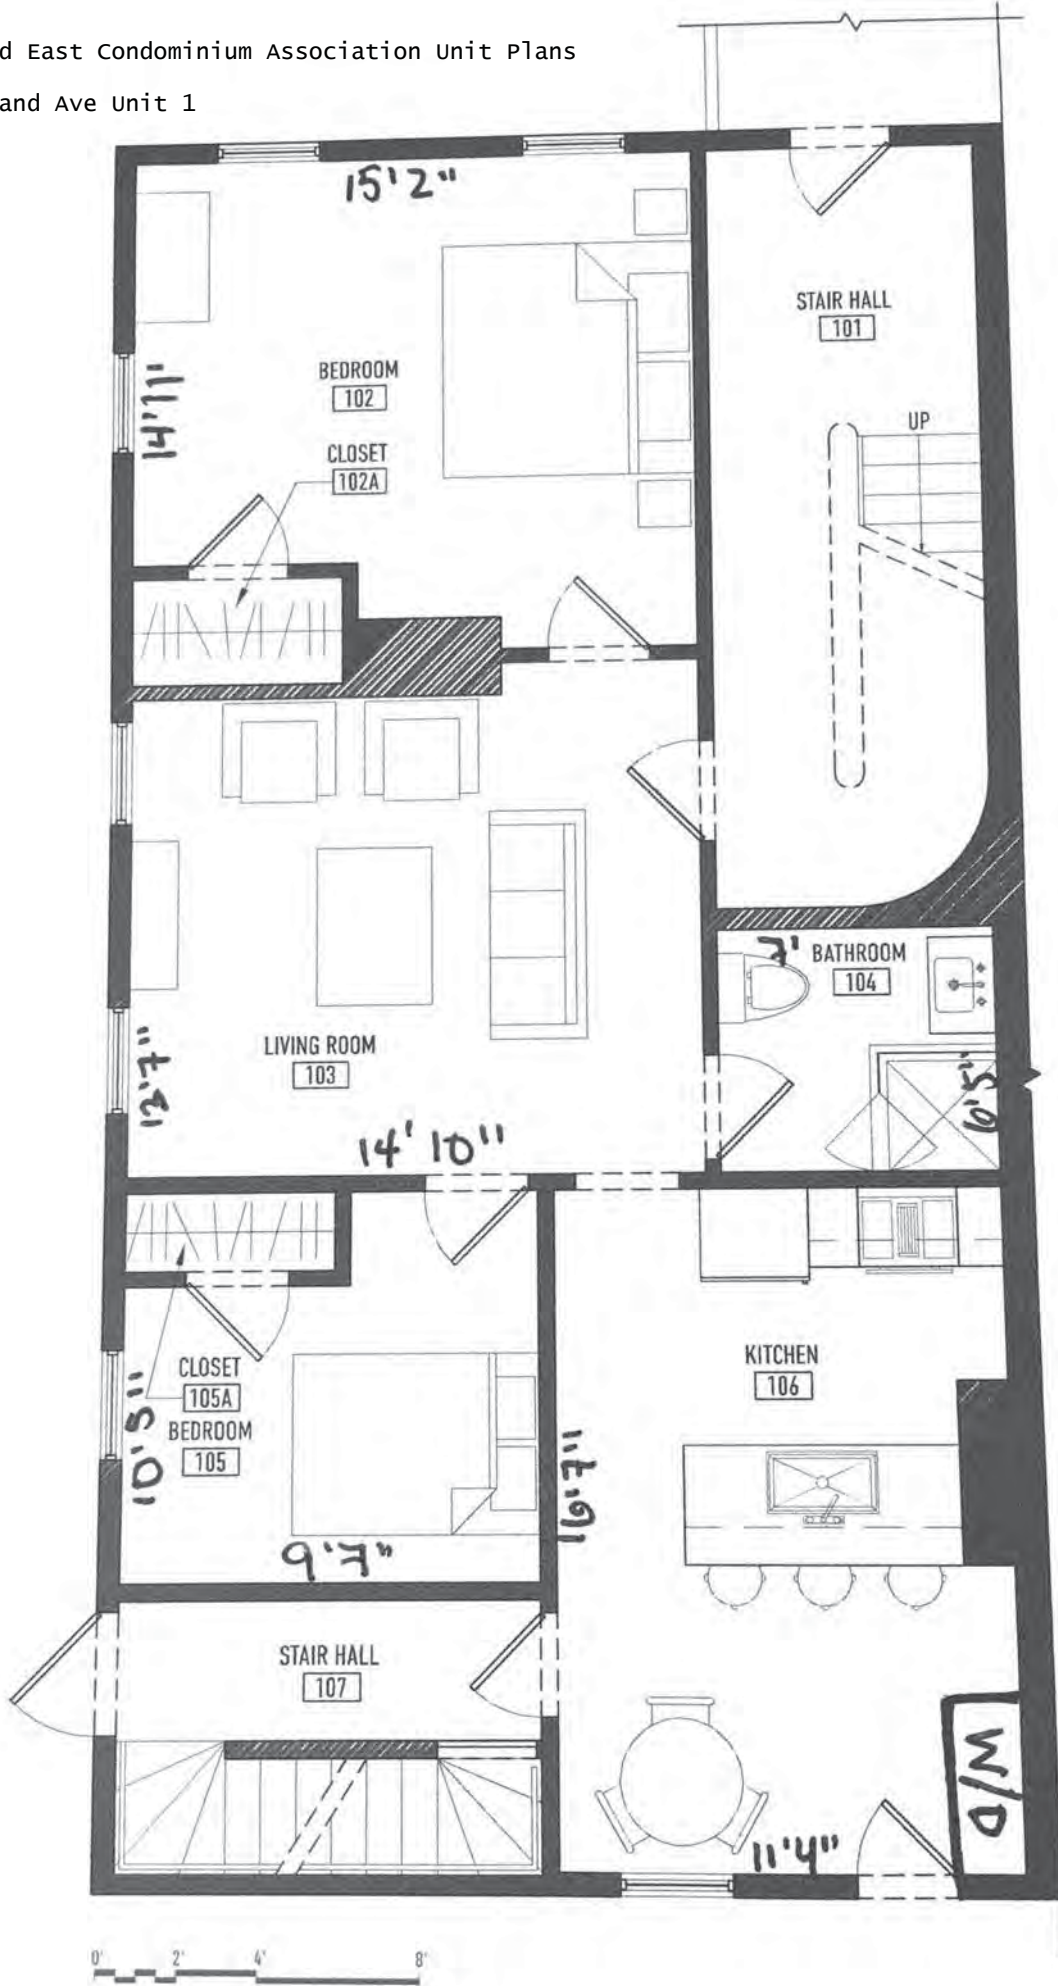 d East Condominium Association Unit Plans
and Ave Unit 1
15'2"
STAIR HALL
101
BEDROOM
102
14'1"
UP
CLOSET
102A
7'
BATHROOM
104
LIVING ROOM
103
13'7"
6'5"
14'10"
KITCHEN
106
CLOSET
105A
BEDROOM
105
10'5"
16'7"
9'7"
STAIR HALL
107
W/D
11'4"
0' 2' 4' 8'